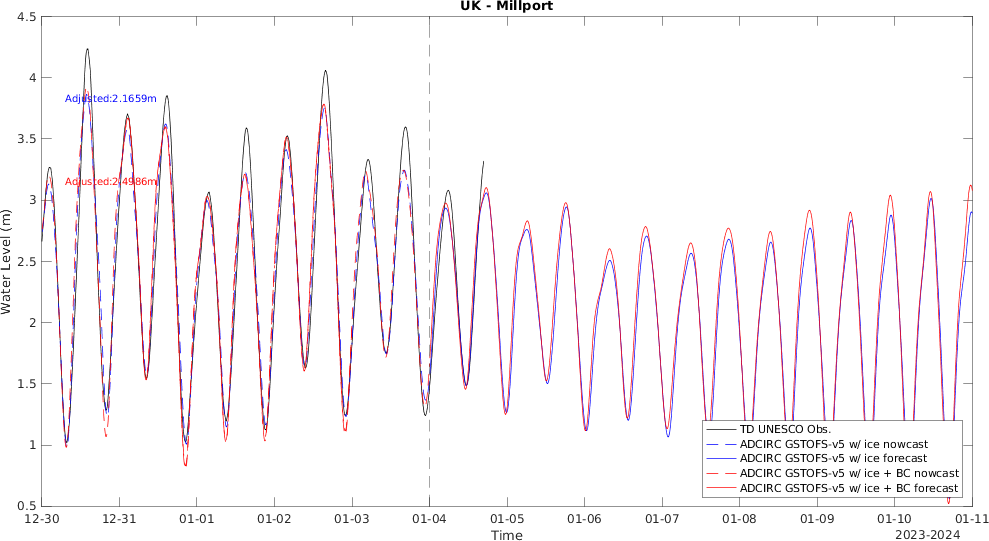 UK - Millport
Water Level (m)
4.5
4
3.5
3
2.5
2
1.5
1
0.5
Adjusted:2.1659m
Adjusted:2.4986m
TD UNESCO Obs.
ADCIRC GSTOFS-v5 w/ ice nowcast
ADCIRC GSTOFS-v5 w/ ice forecast
ADCIRC GSTOFS-v5 w/ ice + BC nowcast
ADCIRC GSTOFS-v5 w/ ice + BC forecast
12-30 12-31 01-01 01-02 01-03 01-04 01-05 01-06 01-07 01-08 01-09 01-10 01-11
Time
2023-2024